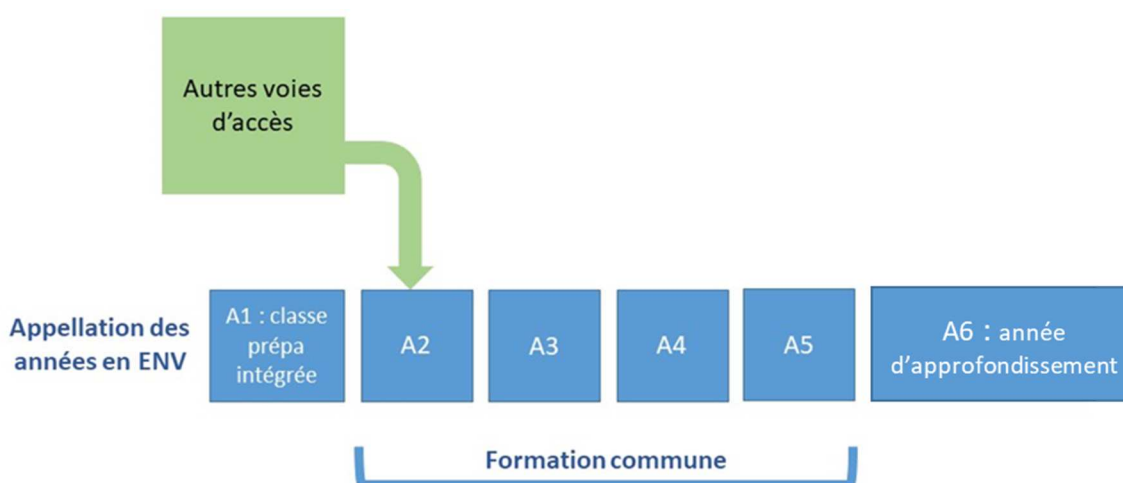 Autres voies
d'accès
Appellation des
années en ENV
A1 : classe
prépa
intégrée
A2
A3
A4
A5
A6 : année
d'approfondissement
Formation commune